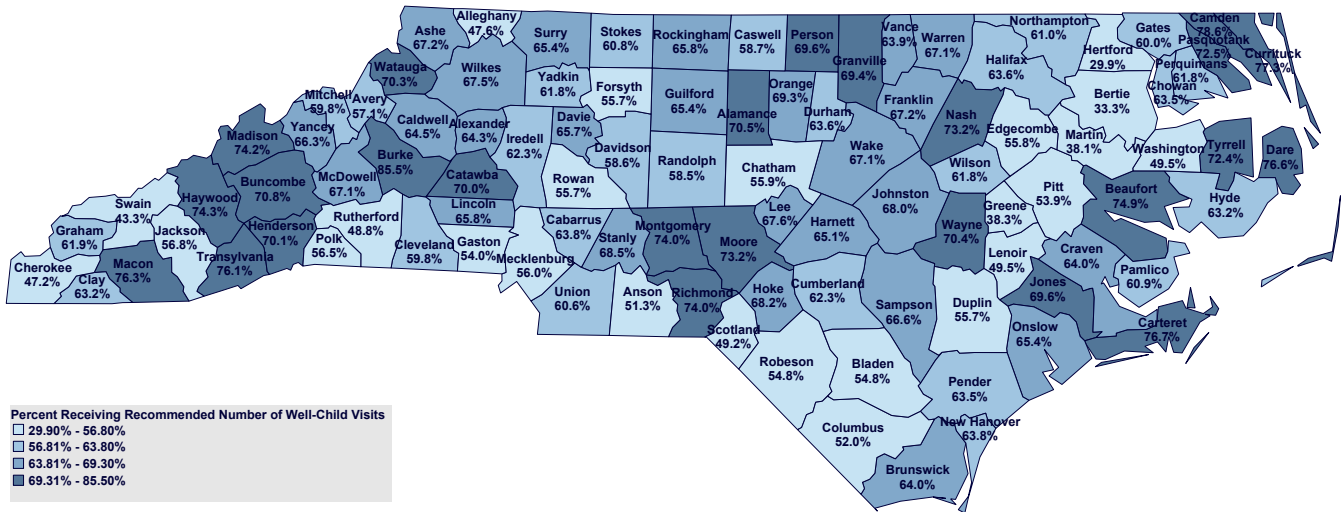 Alleghany
47.6%
Ashe
67.2%
Surry
65.4%
Stokes
60.8%
Rockingham
65.8%
Caswell
58.7%
Person
69.6%
Granville
69.4%
Vance
63.9%
Warren
67.1%
Northampton
61.0%
Halifax
63.6%
Hertford
29.9%
Gates
60.0%
Camden
78.6%
Pasquotank
72.5%
Currituck
77.3%
Perquimans
61.8%
Chowan
63.5%
Bertie
33.3%
Watauga
70.3%
Wilkes
67.5%
Yadkin
61.8%
Forsyth
55.7%
Guilford
65.4%
Alamance
70.5%
Orange
69.3%
Durham
63.6%
Franklin
67.2%
Nash
73.2%
Edgecombe
55.8%
Martin
38.1%
Washington
49.5%
Tyrrell
72.4%
Dare
76.6%
Mitchell
59.8%
Avery
57.1%
Yancey
66.3%
Caldwell
64.5%
Alexander
64.3%
Iredell
62.3%
Davie
65.7%
Davidson
58.6%
Randolph
58.5%
Chatham
55.9%
Wake
67.1%
Wilson
61.8%
Pitt
53.9%
Beaufort
74.9%
Hyde
63.2%
Madison
74.2%
Buncombe
70.8%
McDowell
67.1%
Burke
85.5%
Catawba
70.0%
Rowan
55.7%
Lee
67.6%
Johnston
68.0%
Greene
38.3%
Haywood
74.3%
Swain
43.3%
Graham
61.9%
Jackson
56.8%
Henderson
70.1%
Rutherford
48.8%
Polk
56.5%
Lincoln
65.8%
Cleveland
59.8%
Gaston
54.0%
Mecklenburg
56.0%
Cabarrus
63.8%
Stanly
68.5%
Montgomery
74.0%
Moore
73.2%
Harnett
65.1%
Wayne
70.4%
Lenoir
49.5%
Craven
64.0%
Pamlico
60.9%
Cherokee
47.2%
Clay
63.2%
Macon
76.3%
Transylvania
76.1%
Union
60.6%
Anson
51.3%
Richmond
74.0%
Hoke
68.2%
Cumberland
62.3%
Sampson
66.6%
Duplin
55.7%
Jones
69.6%
Onslow
65.4%
Carteret
76.7%
Scotland
49.2%
Robeson
54.8%
Bladen
54.8%
Pender
63.5%
Columbus
52.0%
New Hanover
63.8%
Brunswick
64.0%
Percent Receiving Recommended Number of Well-Child Visits
29.90% - 56.80%
56.81% - 63.80%
63.81% - 69.30%
69.31% - 85.50%